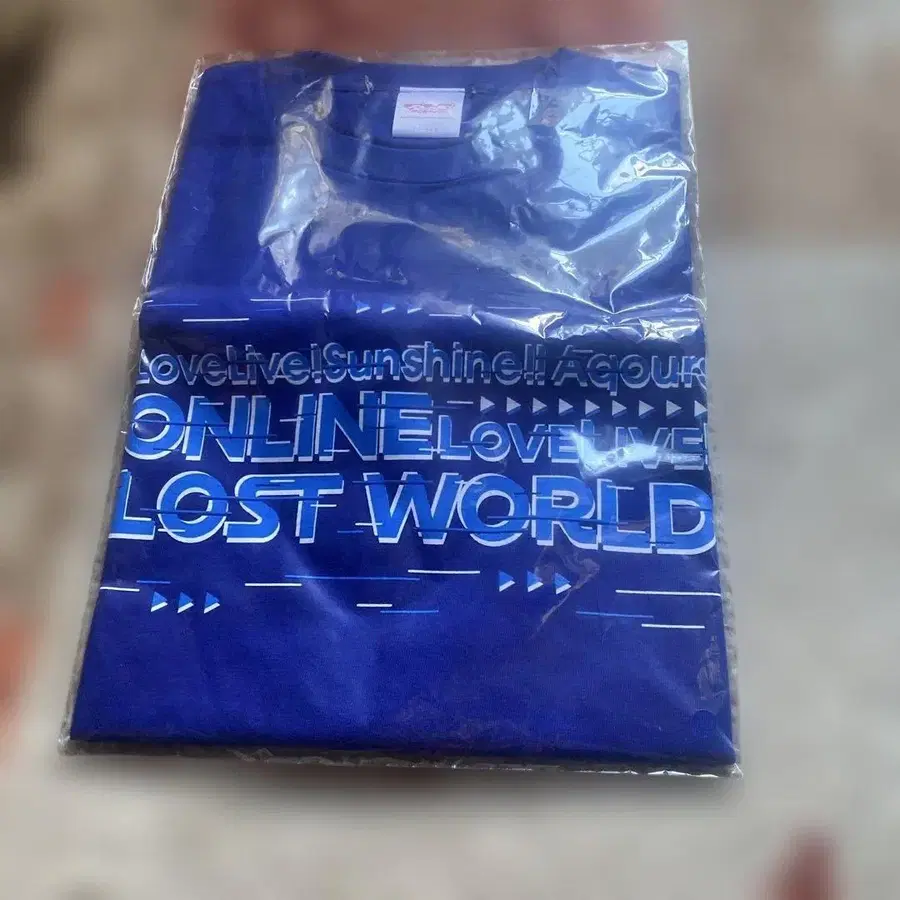 LoveLive!Sunshine!! Aqours
ONLINE LOVELIVE!
LOST WORLD